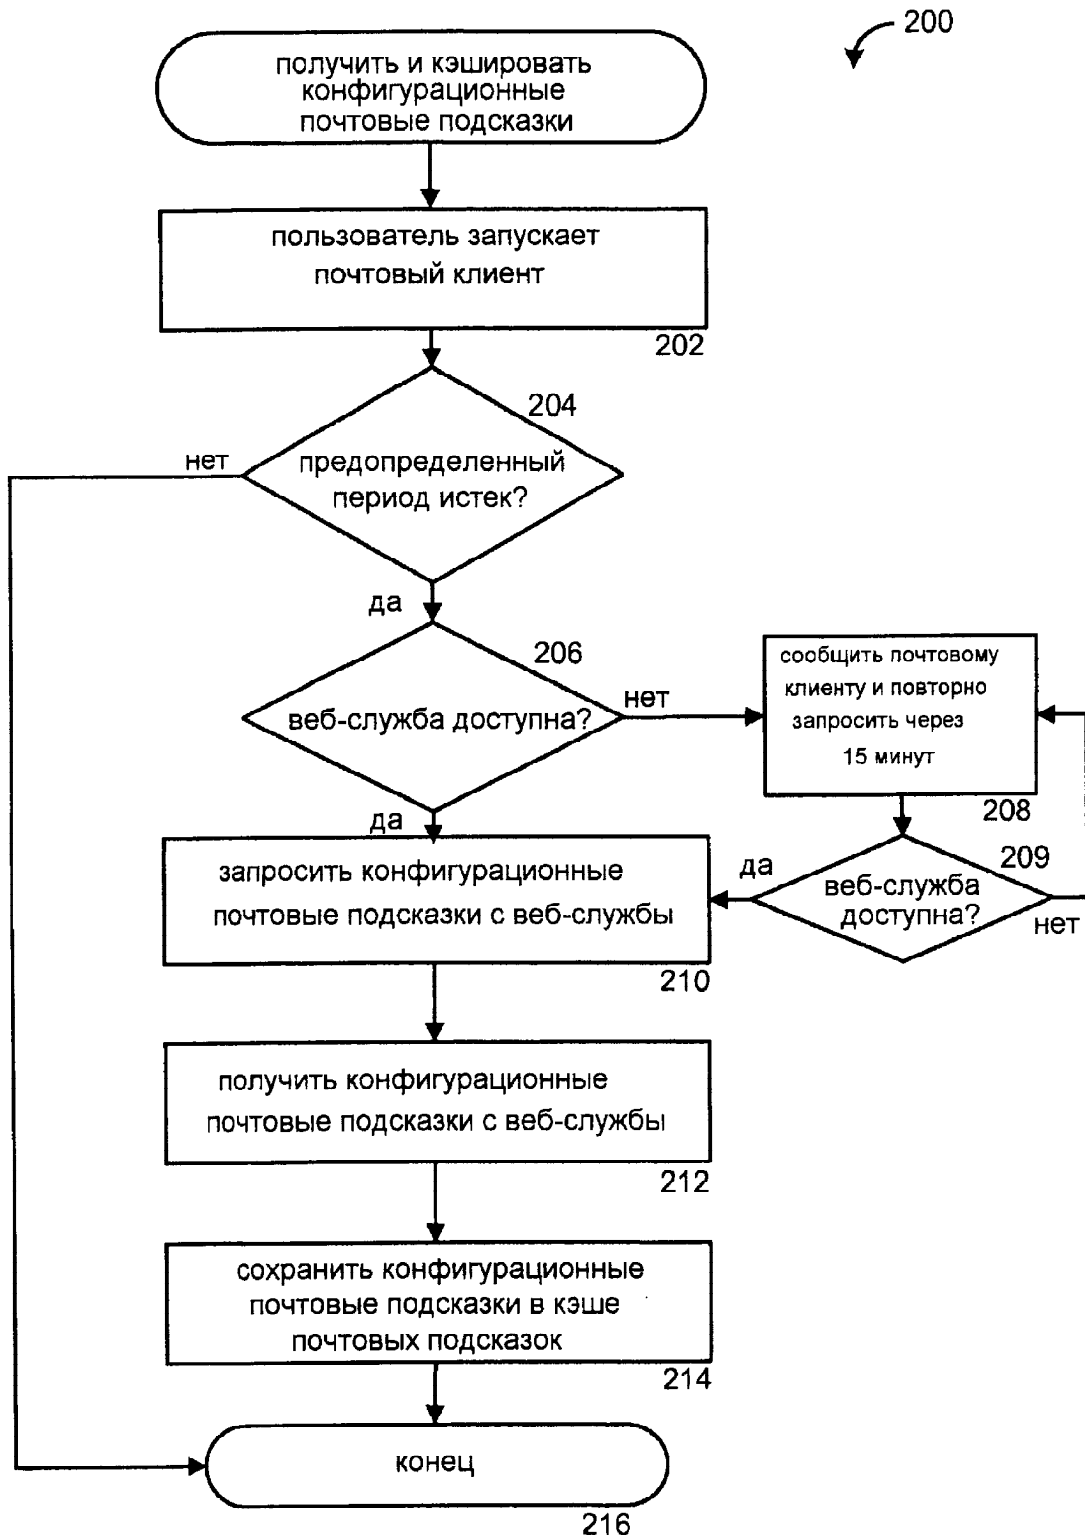 200
получить и кэшировать
конфигурационные
почтовые подсказки
пользователь запускает
почтовый клиент
202
204
нет
предопределенный
период истек?
да
206
веб-служба доступна?
нет
сообщить почтовому
клиенту и повторно
запросить через
15 минут
208
да
209
веб-служба
доступна?
нет
да
запросить конфигурационные
почтовые подсказки с веб-службы
210
получить конфигурационные
почтовые подсказки с веб-службы
212
сохранить конфигурационные
почтовые подсказки в кэше
почтовых подсказок
214
конец
216